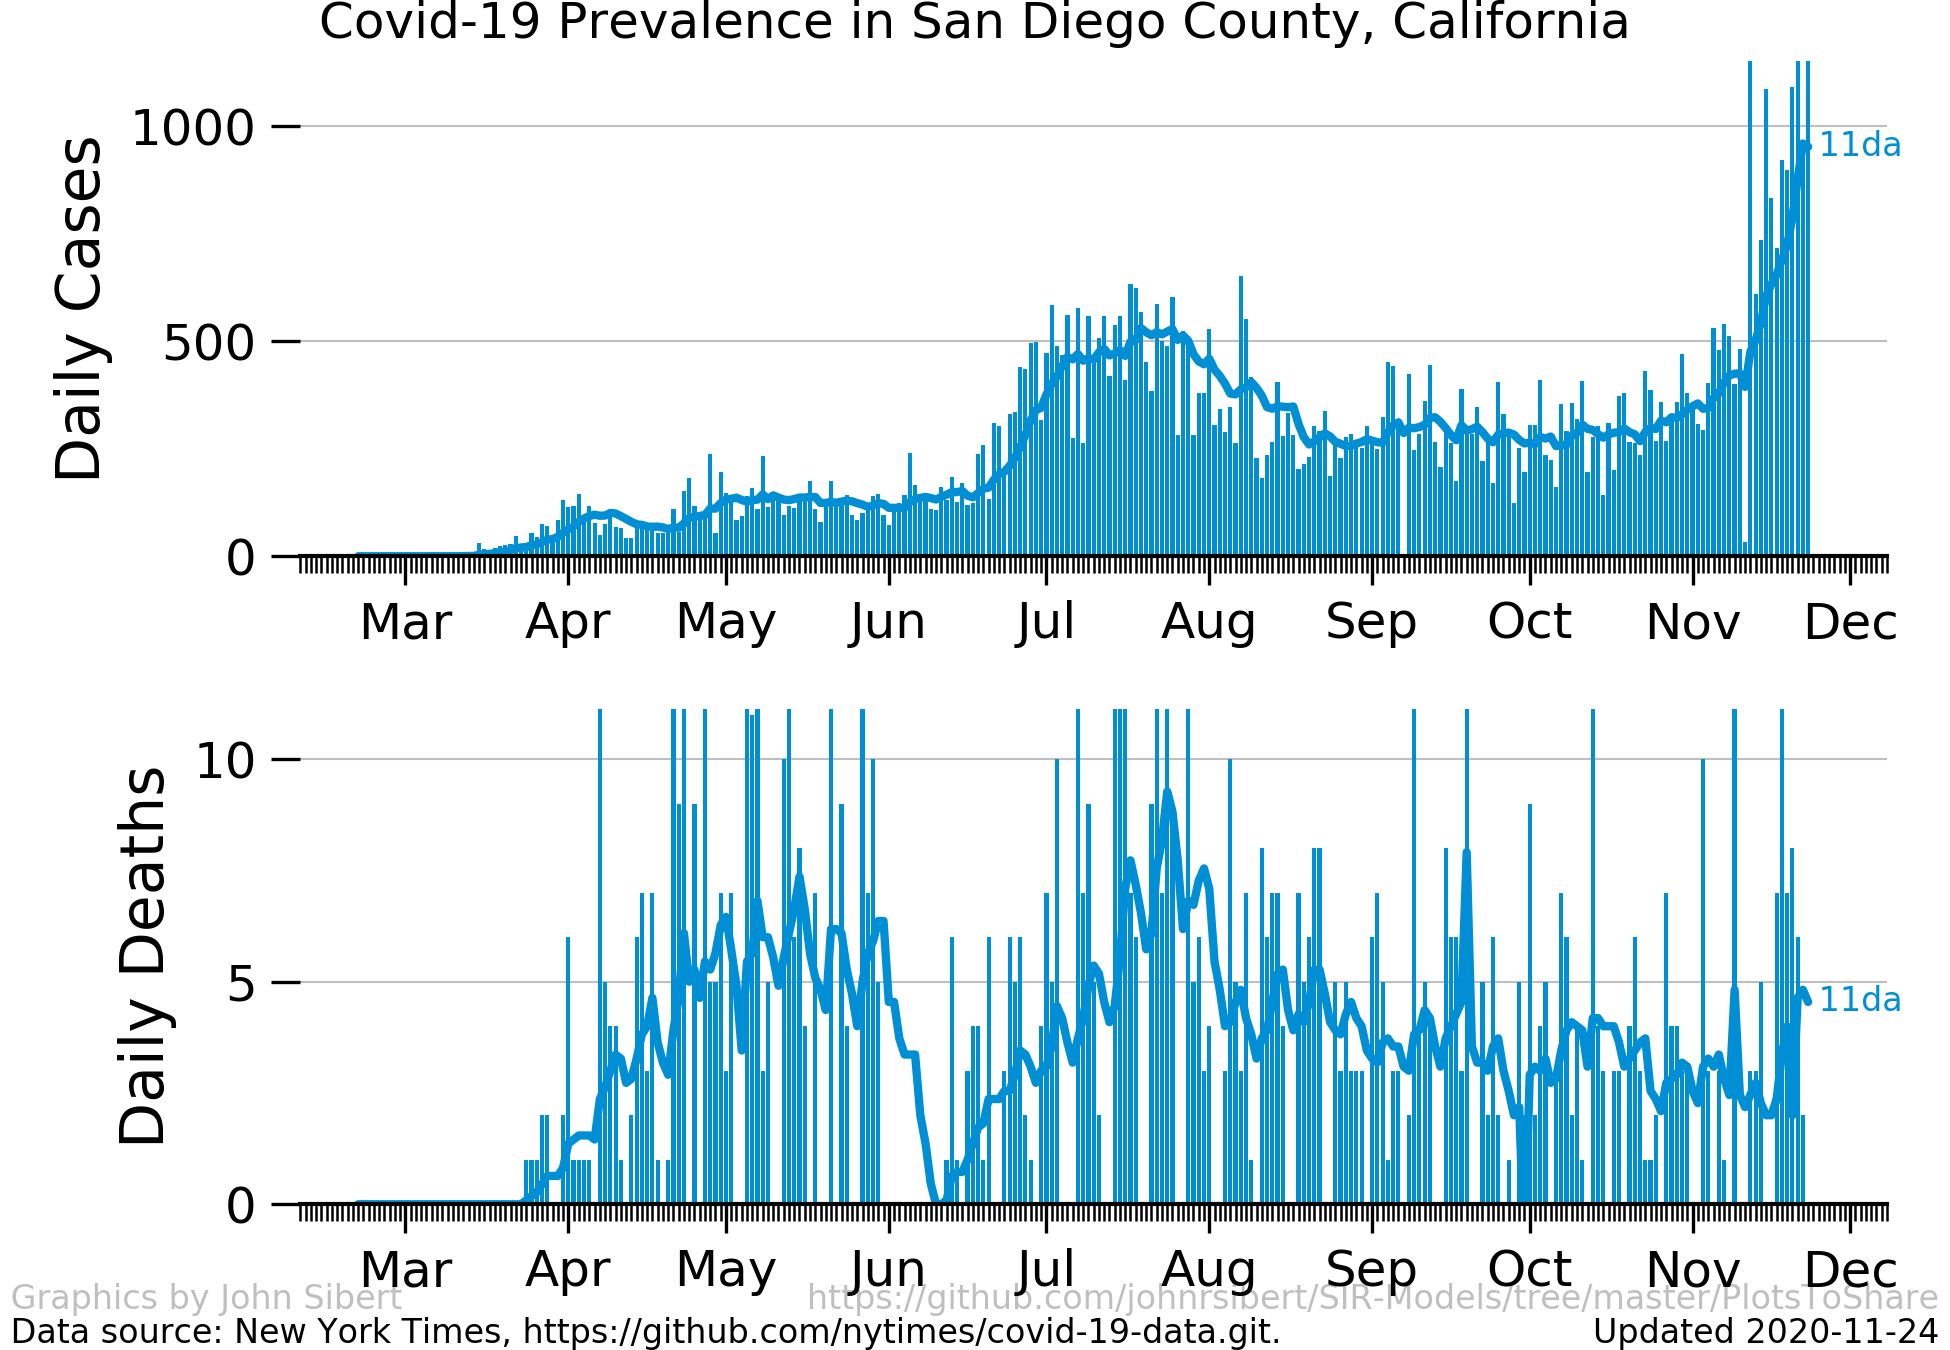 Covid-19 Prevalence in San Diego County, California
Daily Cases
1000
500
0
11da
Mar Apr May Jun Jul Aug Sep Oct Nov Dec
Daily Deaths
10
5
0
11da
Mar Apr May Jun Jul Aug Sep Oct Nov Dec
Graphics by John Sibert https://github.com/johnrsibert/SIR-Models/tree/master/PlotsToShare
Data source: New York Times, https://github.com/nytimes/covid-19-data.git. Updated 2020-11-24